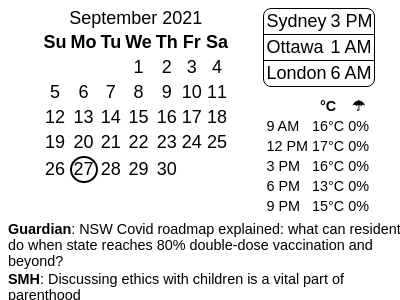 September 2021
Su Mo Tu We Th Fr Sa
1 2 3 4
5 6 7 8 9 10 11
12 13 14 15 16 17 18
19 20 21 22 23 24 25
26 27 28 29 30
Sydney 3 PM
Ottawa 1 AM
London 6 AM
°C ☂
9 AM 16°C 0%
12 PM 17°C 0%
3 PM 16°C 0%
6 PM 13°C 0%
9 PM 15°C 0%
Guardian: NSW Covid roadmap explained: what can resident
do when state reaches 80% double-dose vaccination and
beyond?
SMH: Discussing ethics with children is a vital part of
parenthood